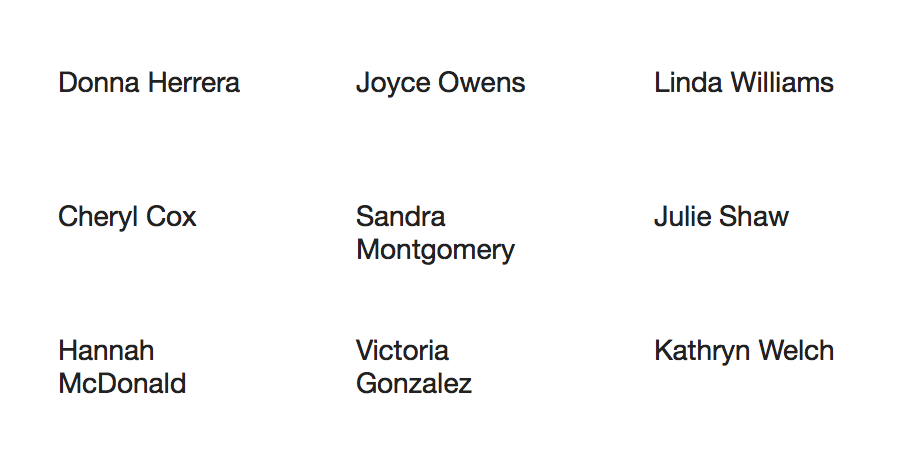 Donna Herrera
Joyce Owens
Linda Williams
Cheryl Cox
Sandra
Montgomery
Julie Shaw
Hannah
McDonald
Victoria
Gonzalez
Kathryn Welch